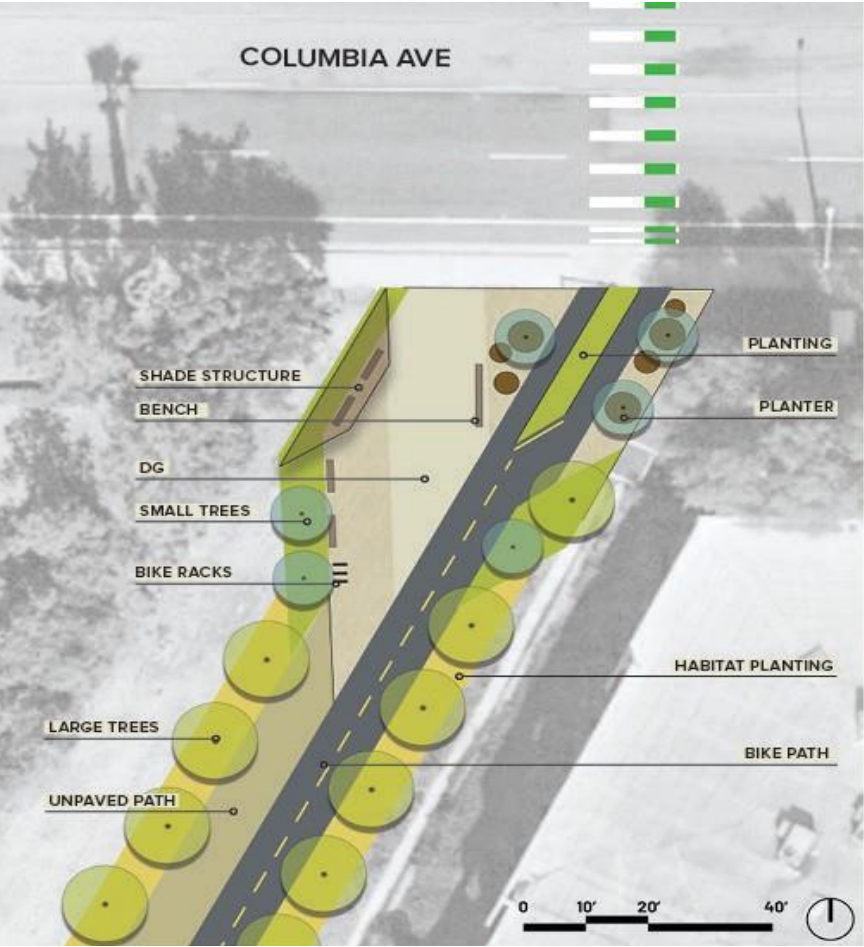 COLUMBIA AVE
PLANTING
SHADE STRUCTURE
PLANTER
BENCH
DG
SMALL TREES
BIKE RACKS
HABITAT PLANTING
LARGE TREES
BIKE PATH
UNPAVED PATH
0 10' 20' 40'